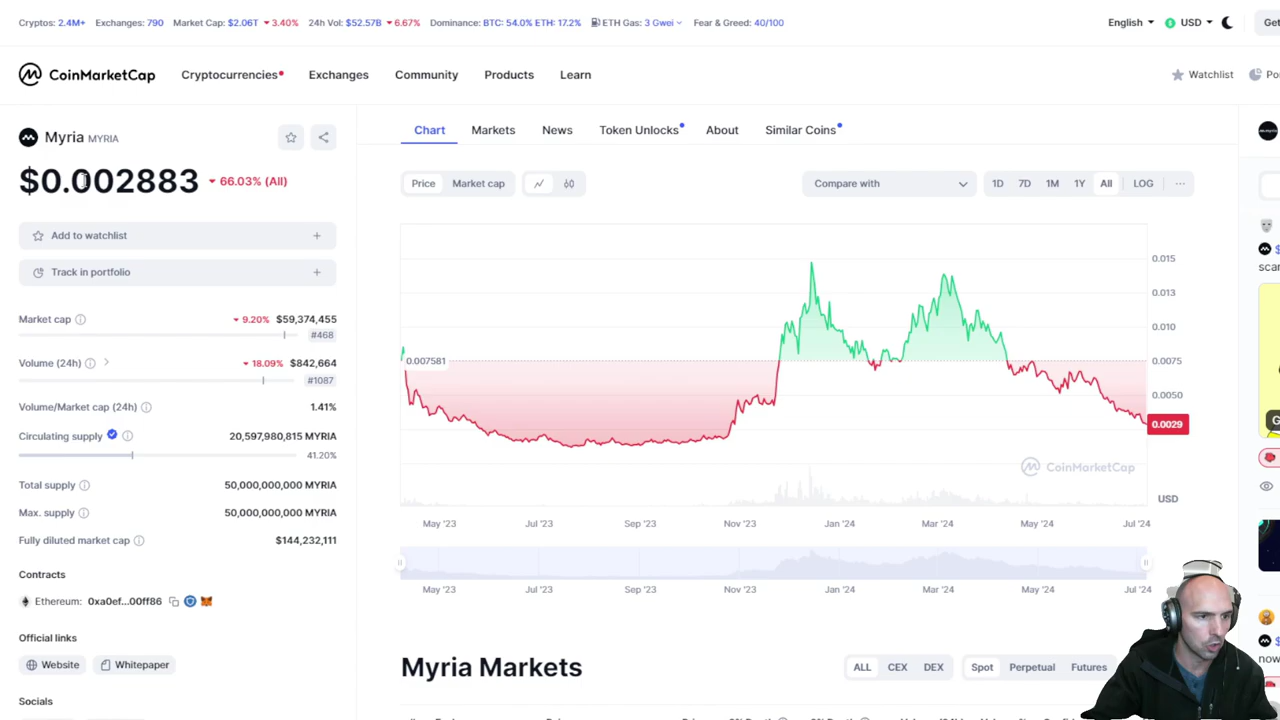 Cryptos: 2.4M+ Exchanges: 790 Market Cap: $2.06T 3.40% 24h Vol: $52.57B 6.67% Dominance: BTC: 54.0% ETH: 17.2% ETH Gas: 3 Gwei Fear & Greed: 40/100
English USD Get
CoinMarketCap Cryptocurrencies Exchanges Community Products Learn Watchlist
Myria MYRIA
$0.002883 66.03% (All)
Add to watchlist
Track in portfolio
Market cap 9.20% $59,374,455
#468
Volume (24h) 18.09% $842,664
#1087
Volume/Market cap (24h) 1.41%
Circulating supply 20,597,980,815 MYRIA
41.20%
Total supply 50,000,000,000 MYRIA
Max. supply 50,000,000,000 MYRIA
Fully diluted market cap $144,232,111
Contracts
Ethereum: 0xa0ef...00ff86
Official links
Website Whitepaper
Socials
Chart Markets News Token Unlocks About Similar Coins
Price Market cap Compare with 1D 7D 1M 1Y All LOG ...
0.015
0.013
0.010
0.007581 0.0075
0.0050
0.0029
CoinMarketCap
USD
May '23 Jul '23 Sep '23 Nov '23 Jan '24 Mar '24 May '24 Jul '24
May '23 Jul '23 Sep '23 Nov '23 Jan '24 Mar '24 May '24 Jul '24
Myria Markets ALL CEX DEX Spot Perpetual Futures